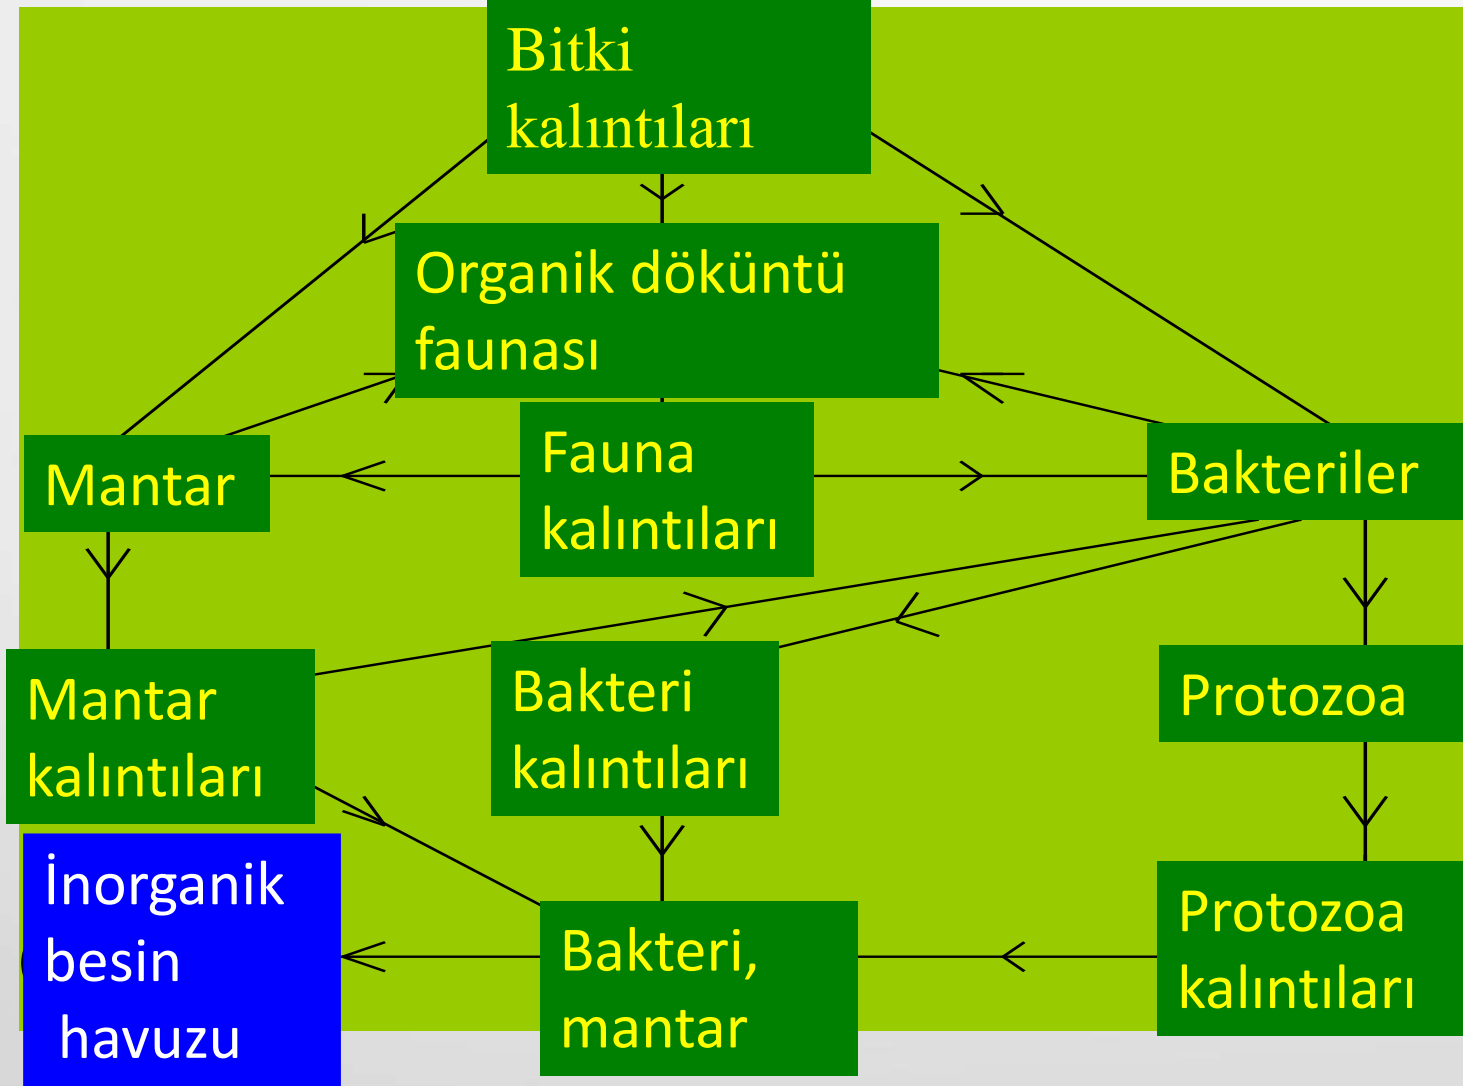 Bitki
kalıntıları
Organik döküntü
faunası
Fauna
kalıntıları
Mantar
Bakteriler
Mantar
kalıntıları
Bakteri
kalıntıları
Protozoa
İnorganik
besin
havuzu
Bakteri,
mantar
Protozoa
kalıntıları